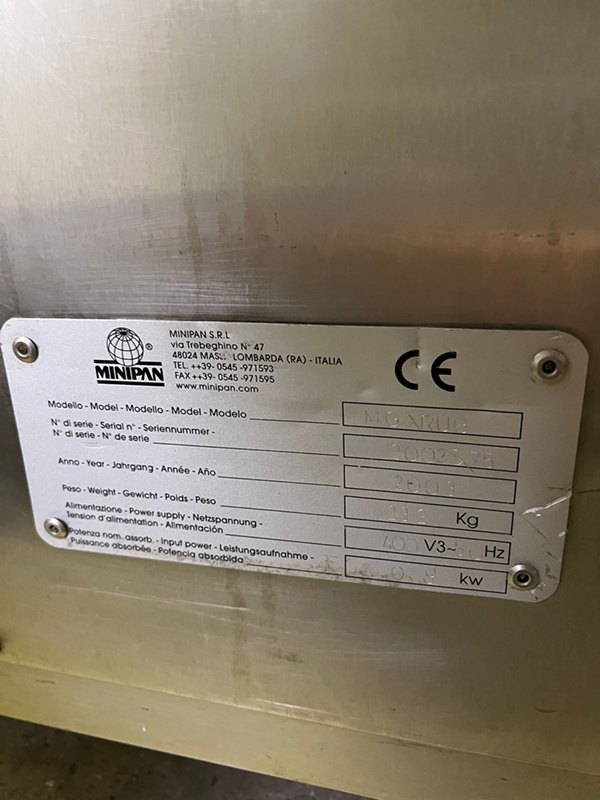 MINIPAN
®
MINIPAN S.R.L
via Trebeghino N° 47
48024 LOMBARDA (RA) - ITALIA
TEL. ++39- 0545 -971593
FAX ++39- 0545 -971595
www.minipan.com
CE
Modello - Model - Modello - Model - Modelo
N° di serie - Serial n° - Seriennummer -
N° di serie - N° de serie
Anno - Year - Jahrgang - Année - Año
Peso - Weight - Gewicht - Poids - Peso
Kg
Alimentazione - Power supply - Netzspannung -
Tension d'alimentation - Alimentación
400 V3~ Hz
Potenza nom. assorb. - Input power - Leistungsaufnahme -
Puissance absorbée - Potencia absorbida
kw